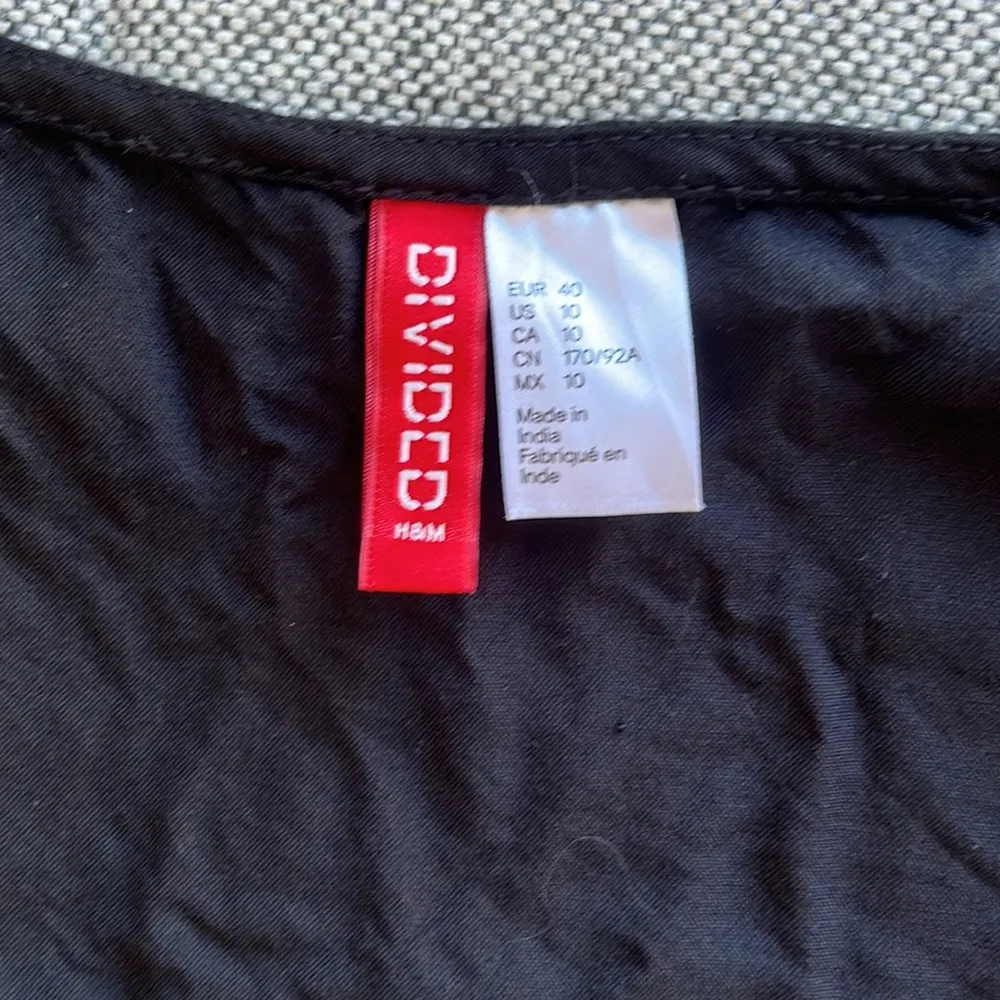 DIVIDED
H&M
EUR 40
US 10
CA 10
CN 170/92A
MX 10
Made in
India
Fabriqué en
Inde